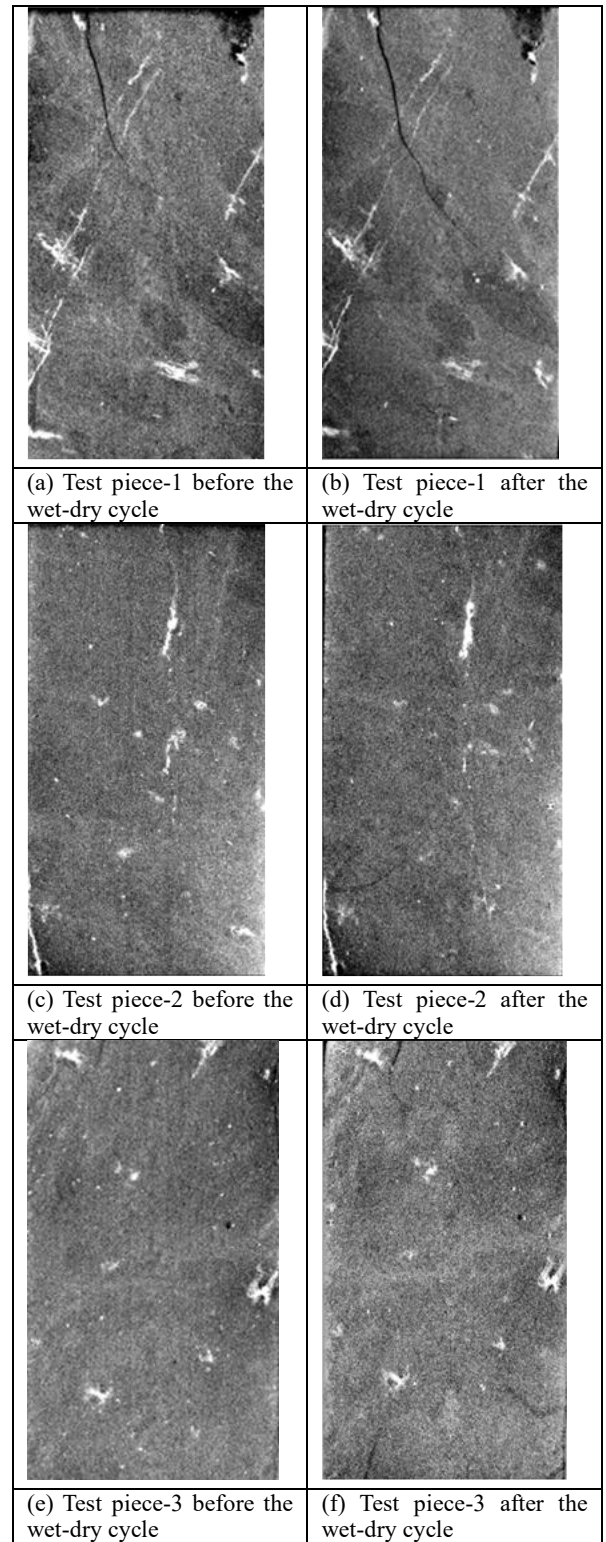 (a) Test piece-1 before the
wet-dry cycle
(b) Test piece-1 after the
wet-dry cycle
(c) Test piece-2 before the
wet-dry cycle
(d) Test piece-2 after the
wet-dry cycle
(e) Test piece-3 before the
wet-dry cycle
(f) Test piece-3 after the
wet-dry cycle